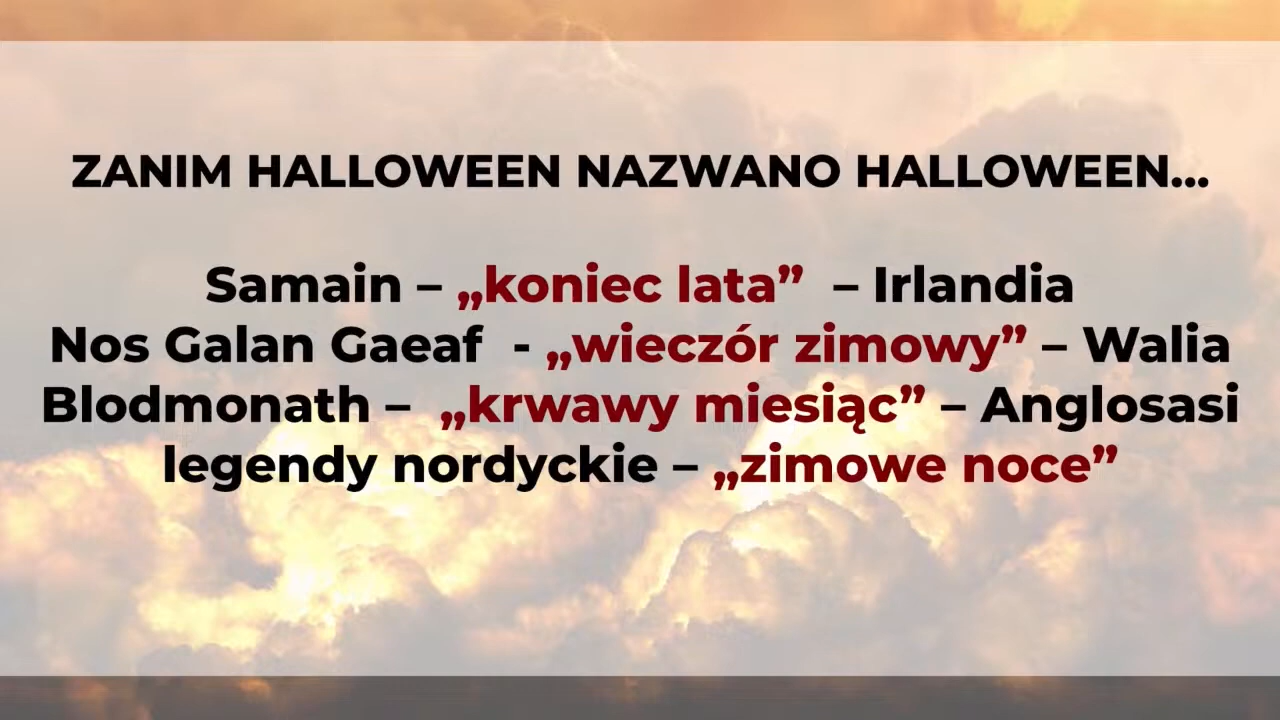 ZANIM HALLOWEEN NAZWANO HALLOWEEN...
Samain – „koniec lata” – Irlandia
Nos Galan Gaeaf - „wieczór zimowy” – Walia
Blodmonath – „krwawy miesiąc” – Anglosasi
legendy nordyckie – „zimowe noce”